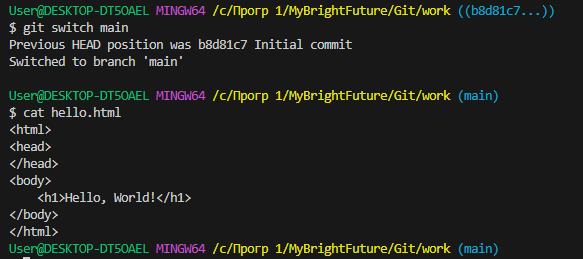 User@DESKTOP-DT5OAEL MINGW64 /c/Прогр 1/MyBrightFuture/Git/work ((b8d81c7...))
$ git switch main
Previous HEAD position was b8d81c7 Initial commit
Switched to branch 'main'
User@DESKTOP-DT5OAEL MINGW64 /c/Прогр 1/MyBrightFuture/Git/work (main)
$ cat hello.html
<html>
<head>
</head>
<body>
    <h1>Hello, World!</h1>
</body>
</html>
User@DESKTOP-DT5OAEL MINGW64 /c/Прогр 1/MyBrightFuture/Git/work (main)